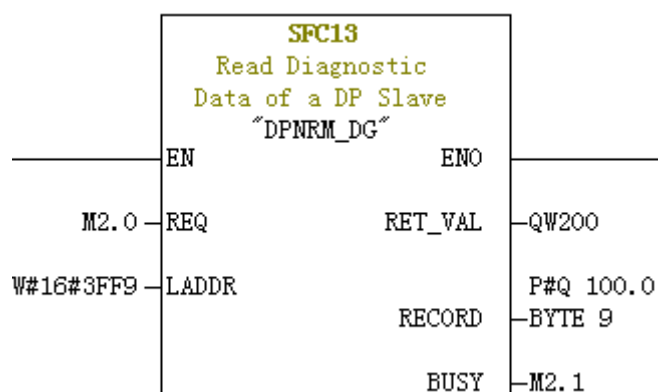 SFC13
Read Diagnostic
Data of a DP Slave
"DPNRM_DG"
EN ENO
M2.0 REQ RET_VAL QW200
W#16#3FF9 LADDR P#Q 100.0
RECORD BYTE 9
BUSY M2.1